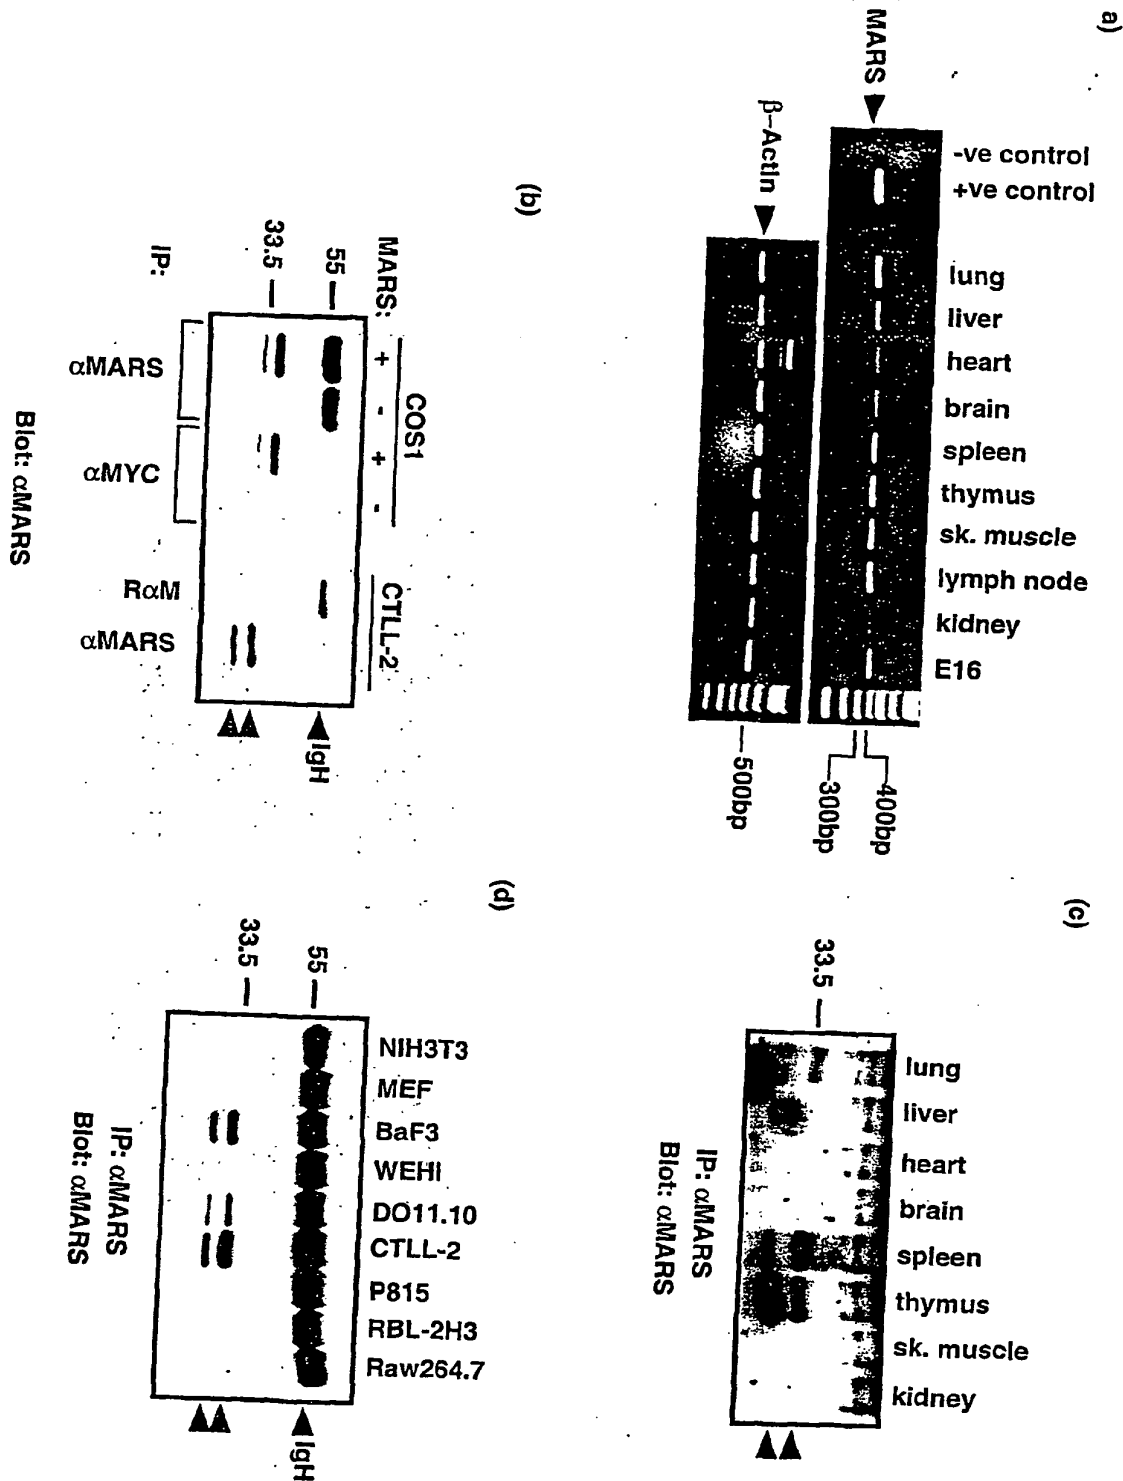 a)
-ve control
+ve control
lung
liver
heart
brain
spleen
thymus
sk. muscle
lymph node
kidney
E16
MARS
400bp
300bp
β-Actin
500bp
(b)
COS1
CTLL-2
MARS: + - + -
55
33.5
IgH
IP:
αMARS
αMYC
RαM
αMARS
Blot: αMARS
(c)
lung
liver
heart
brain
spleen
thymus
sk. muscle
kidney
33.5
IP: αMARS
Blot: αMARS
(d)
NIH3T3
MEF
BaF3
WEHI
DO11.10
CTLL-2
P815
RBL-2H3
Raw264.7
55
33.5
IgH
IP: αMARS
Blot: αMARS